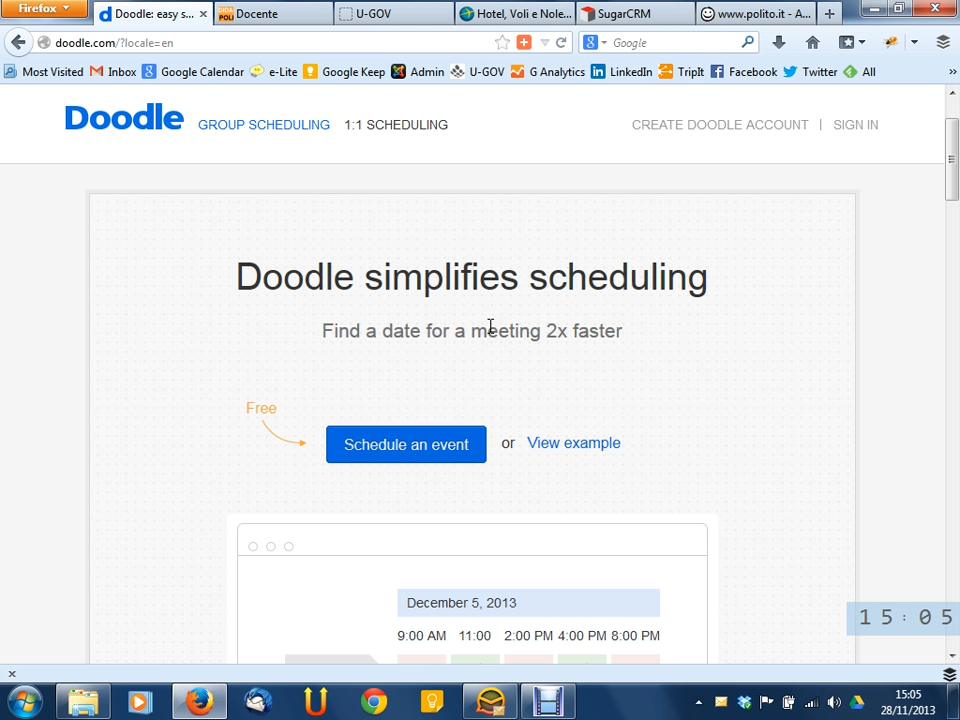 Firefox
Doodle: easy s...
Docente
U-GOV
Hotel, Voli e Nole...
SugarCRM
www.polito.it - A...
doodle.com/?locale=en
Google
Most Visited
Inbox
Google Calendar
e-Lite
Google Keep
Admin
U-GOV
G Analytics
LinkedIn
TripIt
Facebook
Twitter
All
Doodle
GROUP SCHEDULING
1:1 SCHEDULING
CREATE DOODLE ACCOUNT | SIGN IN
Doodle simplifies scheduling
Find a date for a meeting 2x faster
Free
Schedule an event
or
View example
December 5, 2013
9:00 AM 11:00 2:00 PM 4:00 PM 8:00 PM
15:05
15:05
28/11/2013